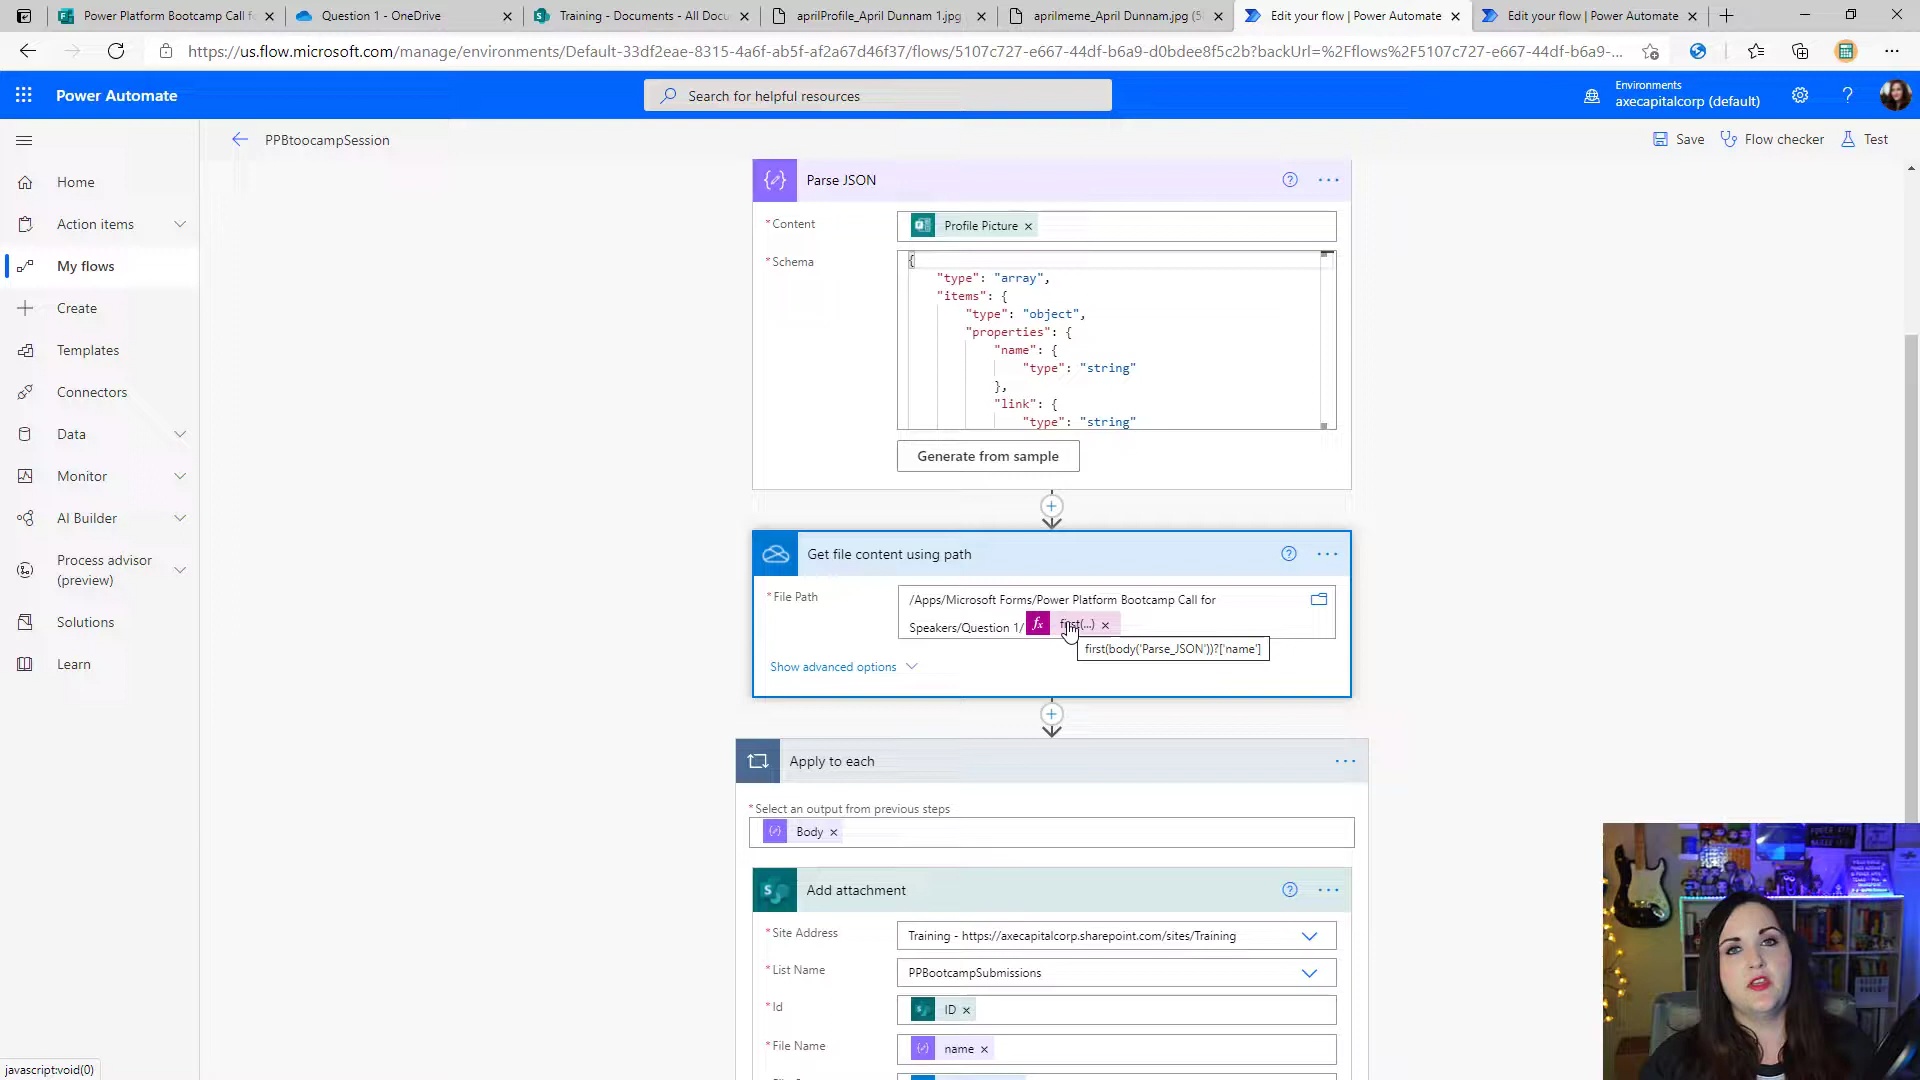 Power Platform Bootcamp Call fo
Question 1 - OneDrive
Training - Documents - All Docu
aprilProfile_April Dunnam 1.jpg
aprilmeme_April Dunnam.jpg (5
Edit your flow | Power Automate
Edit your flow | Power Automate
https://us.flow.microsoft.com/manage/environments/Default-33df2eae-8315-4a6f-ab5f-af2a67d46f37/flows/5107c727-e667-44df-b6a9-d0bdee8f5c2b?backUrl=%2Fflows%2F5107c727-e667-44df-b6a9-...
Power Automate
Search for helpful resources
Environments
axecapitalcorp (default)
PPBtoocampSession
Save
Flow checker
Test
Home
Action items
My flows
Create
Templates
Connectors
Data
Monitor
AI Builder
Process advisor
(preview)
Solutions
Learn
Parse JSON
* Content
Profile Picture
* Schema
{
"type": "array",
"items": {
"type": "object",
"properties": {
"name": {
"type": "string"
},
"link": {
"type": "string"
Generate from sample
Get file content using path
* File Path
/Apps/Microsoft Forms/Power Platform Bootcamp Call for
Speakers/Question 1/ fx first(...)
first(body('Parse_JSON'))?['name']
Show advanced options
Apply to each
* Select an output from previous steps
Body
Add attachment
* Site Address
Training - https://axecapitalcorp.sharepoint.com/sites/Training
* List Name
PPBootcampSubmissions
* Id
ID
* File Name
name
javascript:void(0)